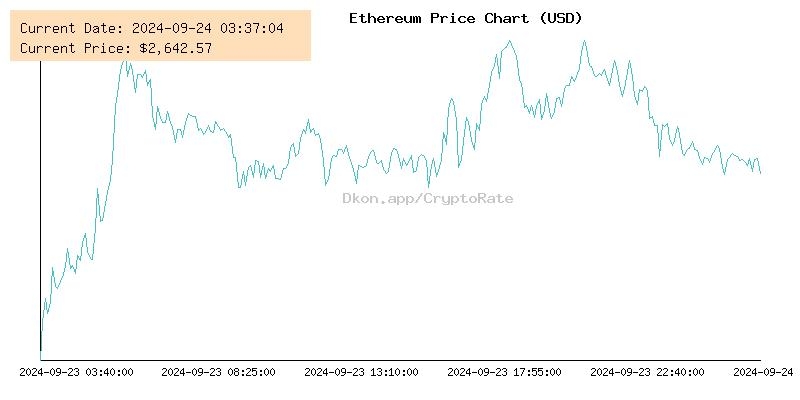 Ethereum Price Chart (USD)
Current Date: 2024-09-24 03:37:04
Current Price: $2,642.57
Dkon.app/CryptoRate
2024-09-23 03:40:00 2024-09-23 08:25:00 2024-09-23 13:10:00 2024-09-23 17:55:00 2024-09-23 22:40:00 2024-09-24